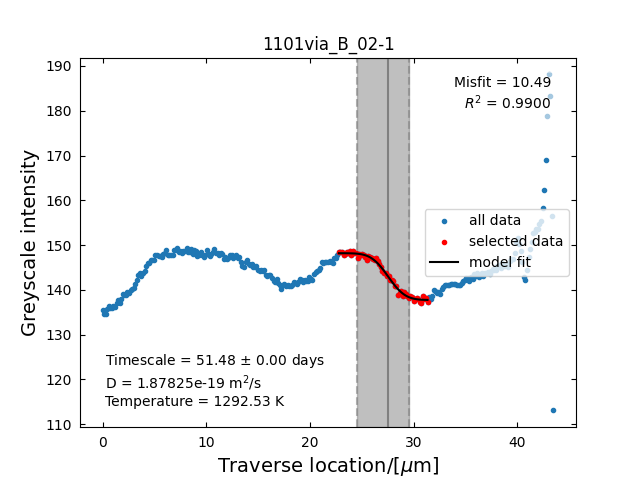 1101via_B_02-1
Misfit = 10.49
R² = 0.9900
all data
selected data
model fit
Timescale = 51.48 ± 0.00 days
D = 1.87825e-19 m²/s
Temperature = 1292.53 K
Greyscale intensity
190
180
170
160
150
140
130
120
110
0 10 20 30 40
Traverse location/[μm]